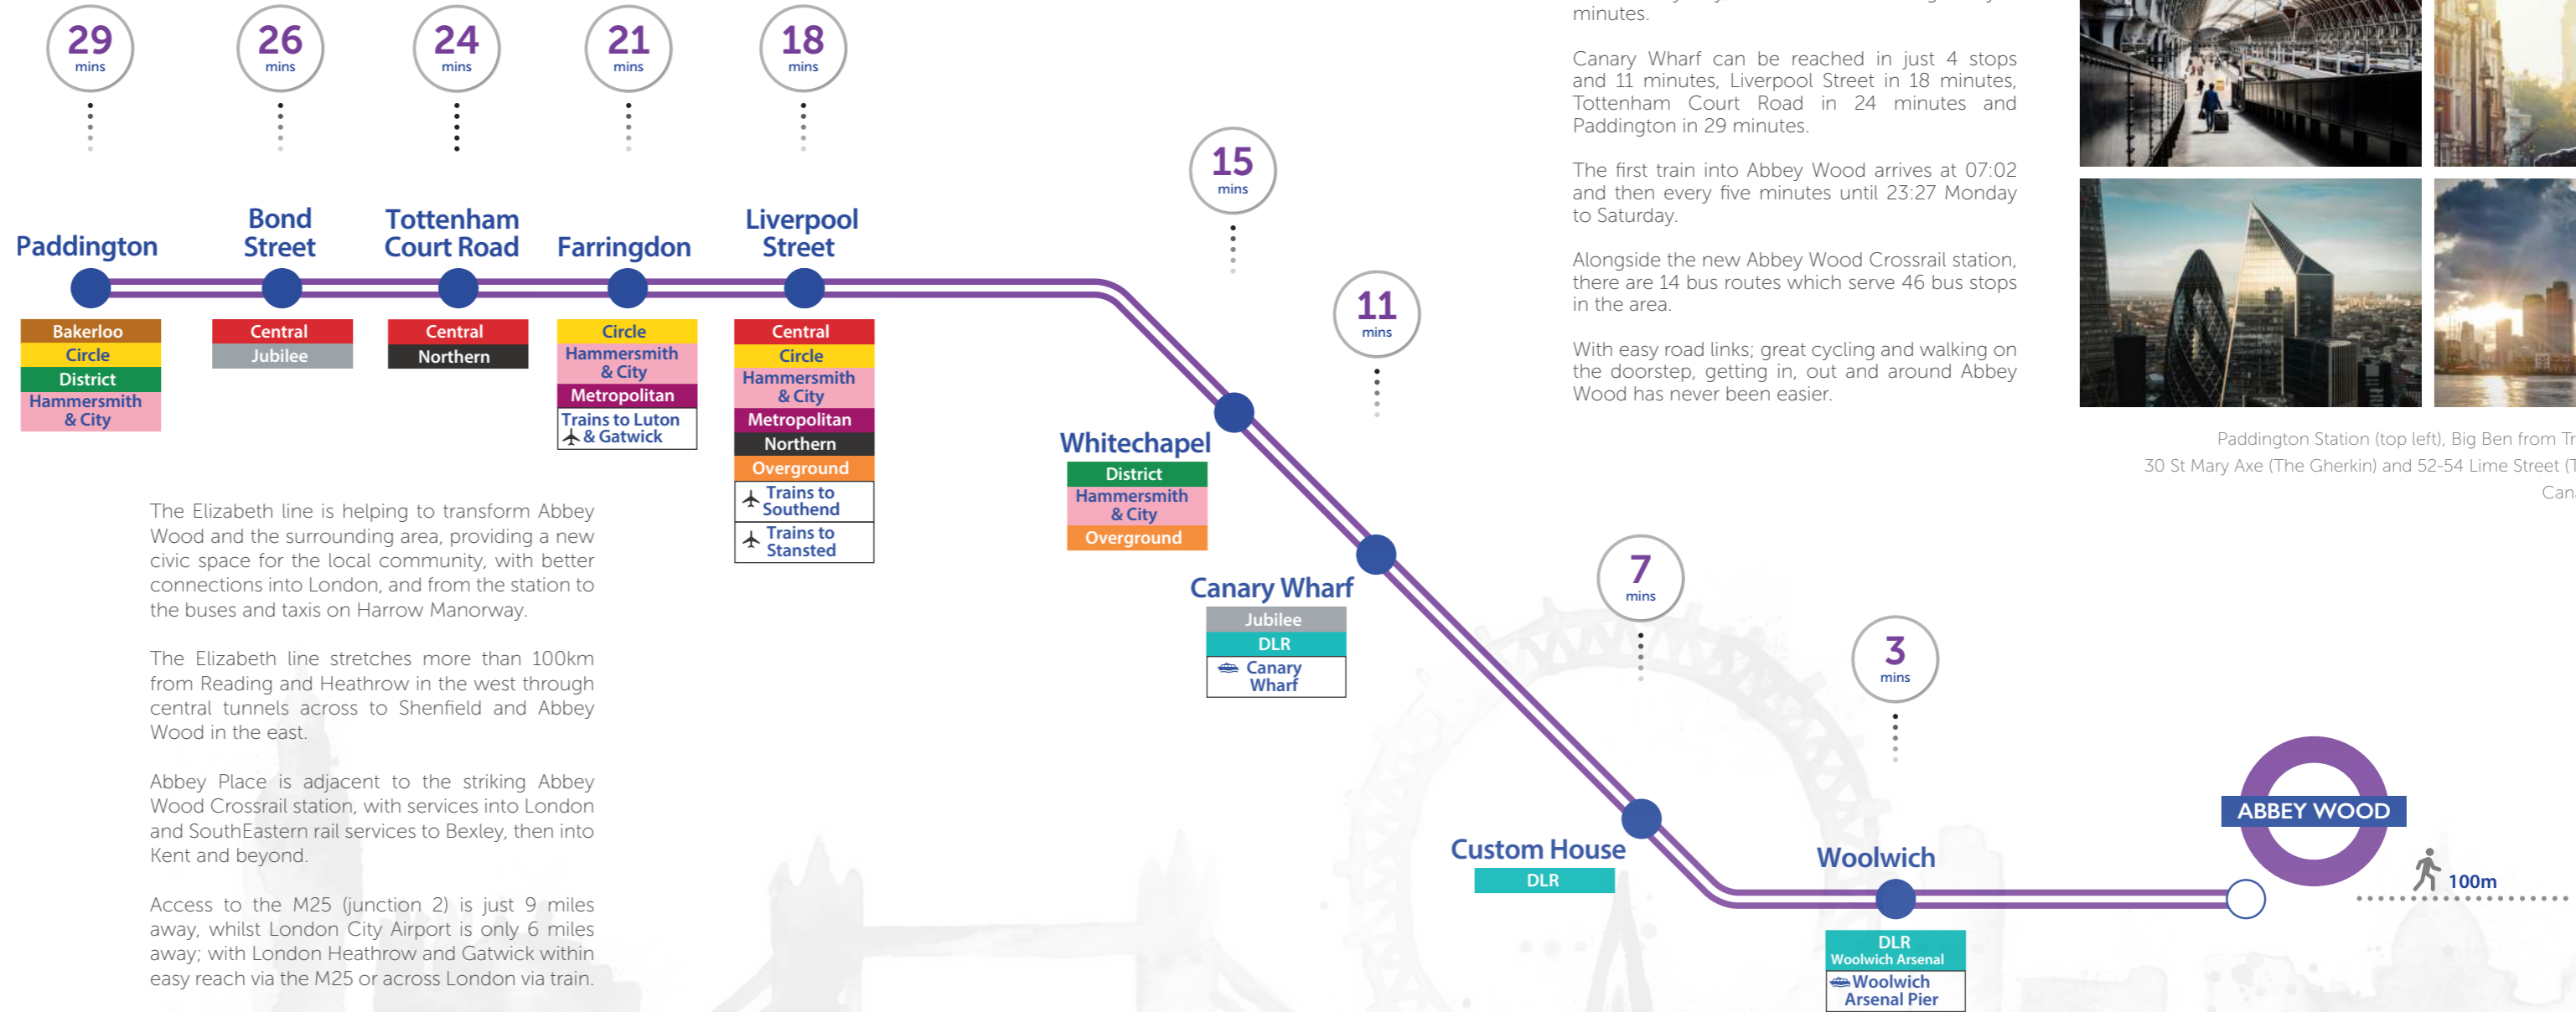 29
mins
26
mins
24
mins
21
mins
18
mins
15
mins
11
mins
7
mins
3
mins
Paddington
Bakerloo
Circle
District
Hammersmith
& City
Bond
Street
Central
Jubilee
Tottenham
Court Road
Central
Northern
Farringdon
Circle
Hammersmith
& City
Metropolitan
Trains to Luton
& Gatwick
Liverpool
Street
Central
Circle
Hammersmith
& City
Metropolitan
Northern
Overground
Trains to
Southend
Trains to
Stansted
Whitechapel
District
Hammersmith
& City
Overground
Canary Wharf
Jubilee
DLR
Canary
Wharf
Custom House
DLR
Woolwich
DLR
Woolwich Arsenal
Woolwich
Arsenal Pier
ABBEY WOOD
100m
The Elizabeth line is helping to transform Abbey
Wood and the surrounding area, providing a new
civic space for the local community, with better
connections into London, and from the station to
the buses and taxis on Harrow Manorway.
The Elizabeth line stretches more than 100km
from Reading and Heathrow in the west through
central tunnels across to Shenfield and Abbey
Wood in the east.
Abbey Place is adjacent to the striking Abbey
Wood Crossrail station, with services into London
and SouthEastern rail services to Bexley, then into
Kent and beyond.
Access to the M25 (junction 2) is just 9 miles
away, whilst London City Airport is only 6 miles
away; with London Heathrow and Gatwick within
easy reach via the M25 or across London via train.
minutes.
Canary Wharf can be reached in just 4 stops
and 11 minutes, Liverpool Street in 18 minutes,
Tottenham Court Road in 24 minutes and
Paddington in 29 minutes.
The first train into Abbey Wood arrives at 07:02
and then every five minutes until 23:27 Monday
to Saturday.
Alongside the new Abbey Wood Crossrail station,
there are 14 bus routes which serve 46 bus stops
in the area.
With easy road links; great cycling and walking on
the doorstep, getting in, out and around Abbey
Wood has never been easier.
Paddington Station (top left), Big Ben from
30 St Mary Axe (The Gherkin) and 52-54 Lime Street